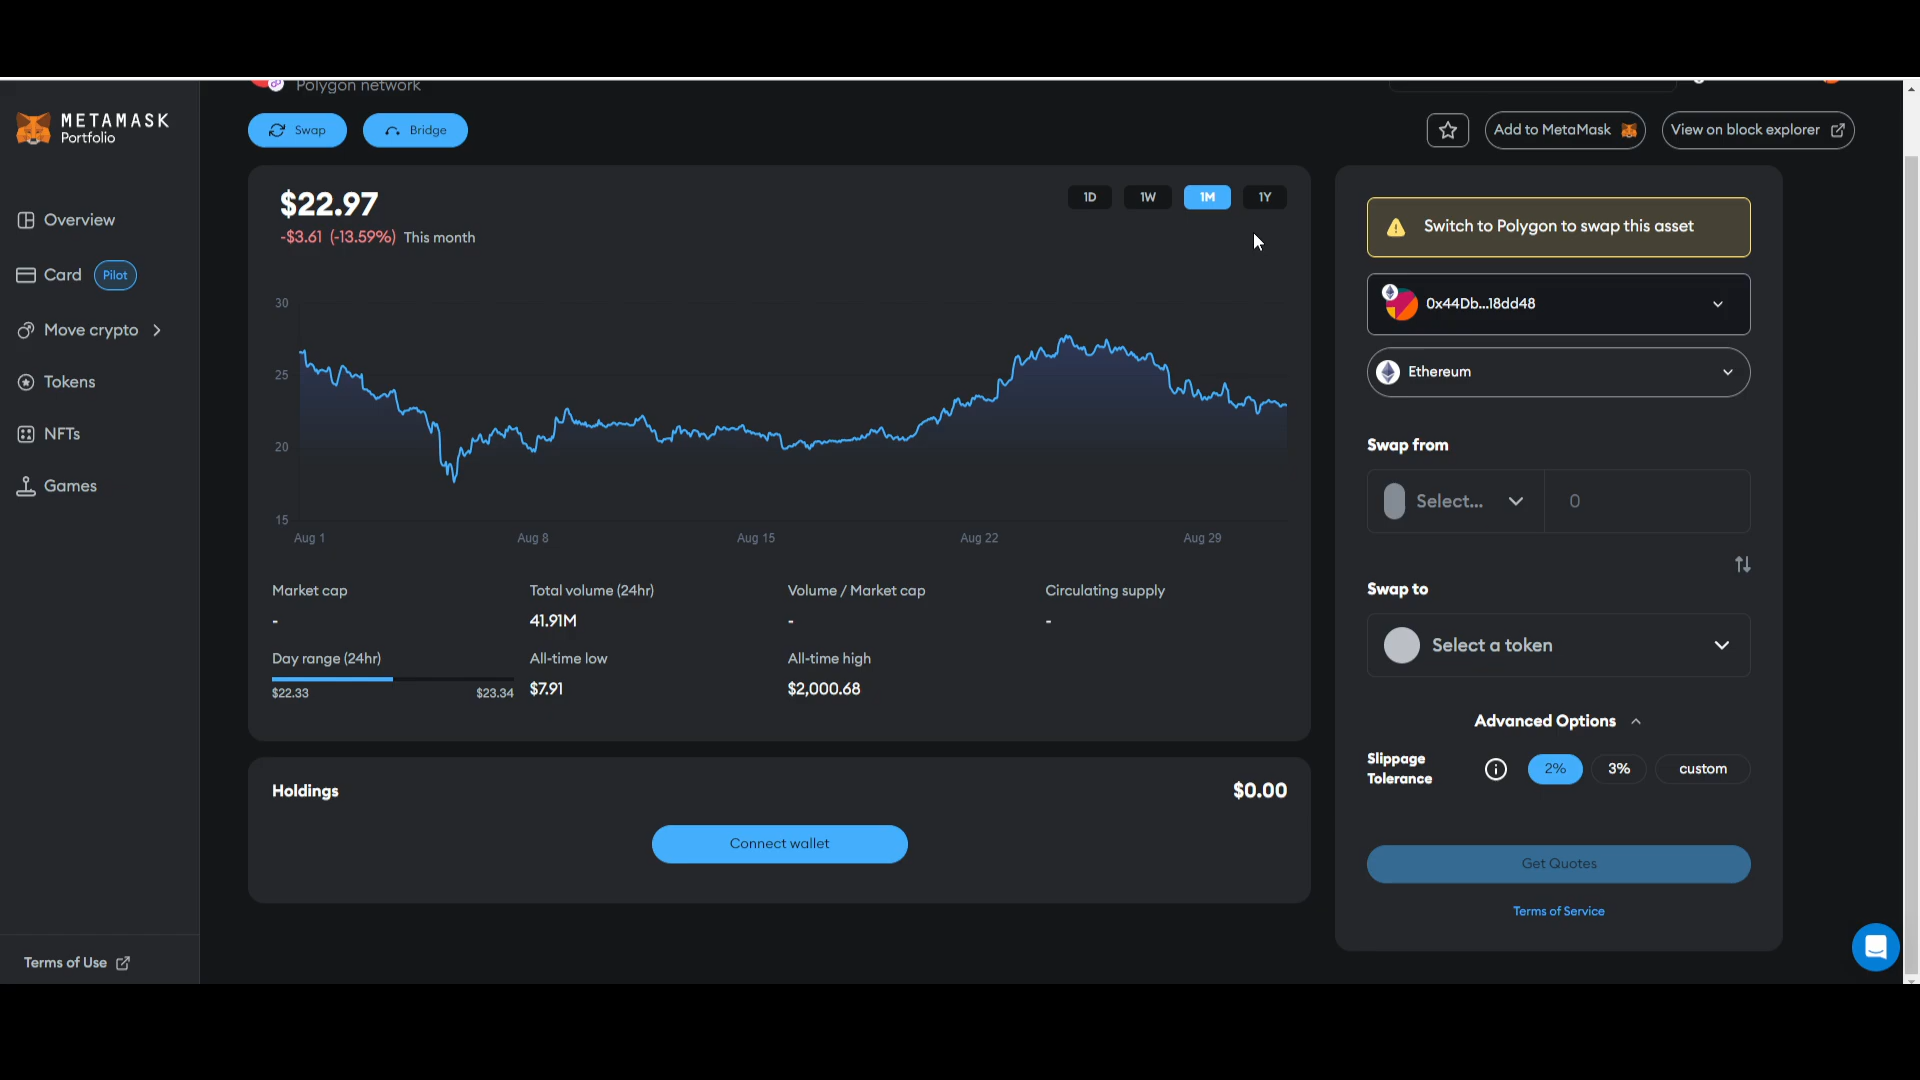 Polygon network
METAMASK
Portfolio
Swap
Bridge
Add to MetaMask
View on block explorer
Overview
Card
Pilot
Move crypto
Tokens
NFTs
Games
Terms of Use
$22.97
-$3.61 (-13.59%) This month
1D
1W
1M
1Y
30
25
20
15
Aug 1
Aug 8
Aug 15
Aug 22
Aug 29
Market cap
-
Total volume (24hr)
41.91M
Volume / Market cap
-
Circulating supply
-
Day range (24hr)
$22.33
$23.34
All-time low
$7.91
All-time high
$2,000.68
Holdings
$0.00
Connect wallet
Switch to Polygon to swap this asset
0x44Db...18dd48
Ethereum
Swap from
Select...
0
Swap to
Select a token
Advanced Options
Slippage
Tolerance
2%
3%
custom
Get Quotes
Terms of Service